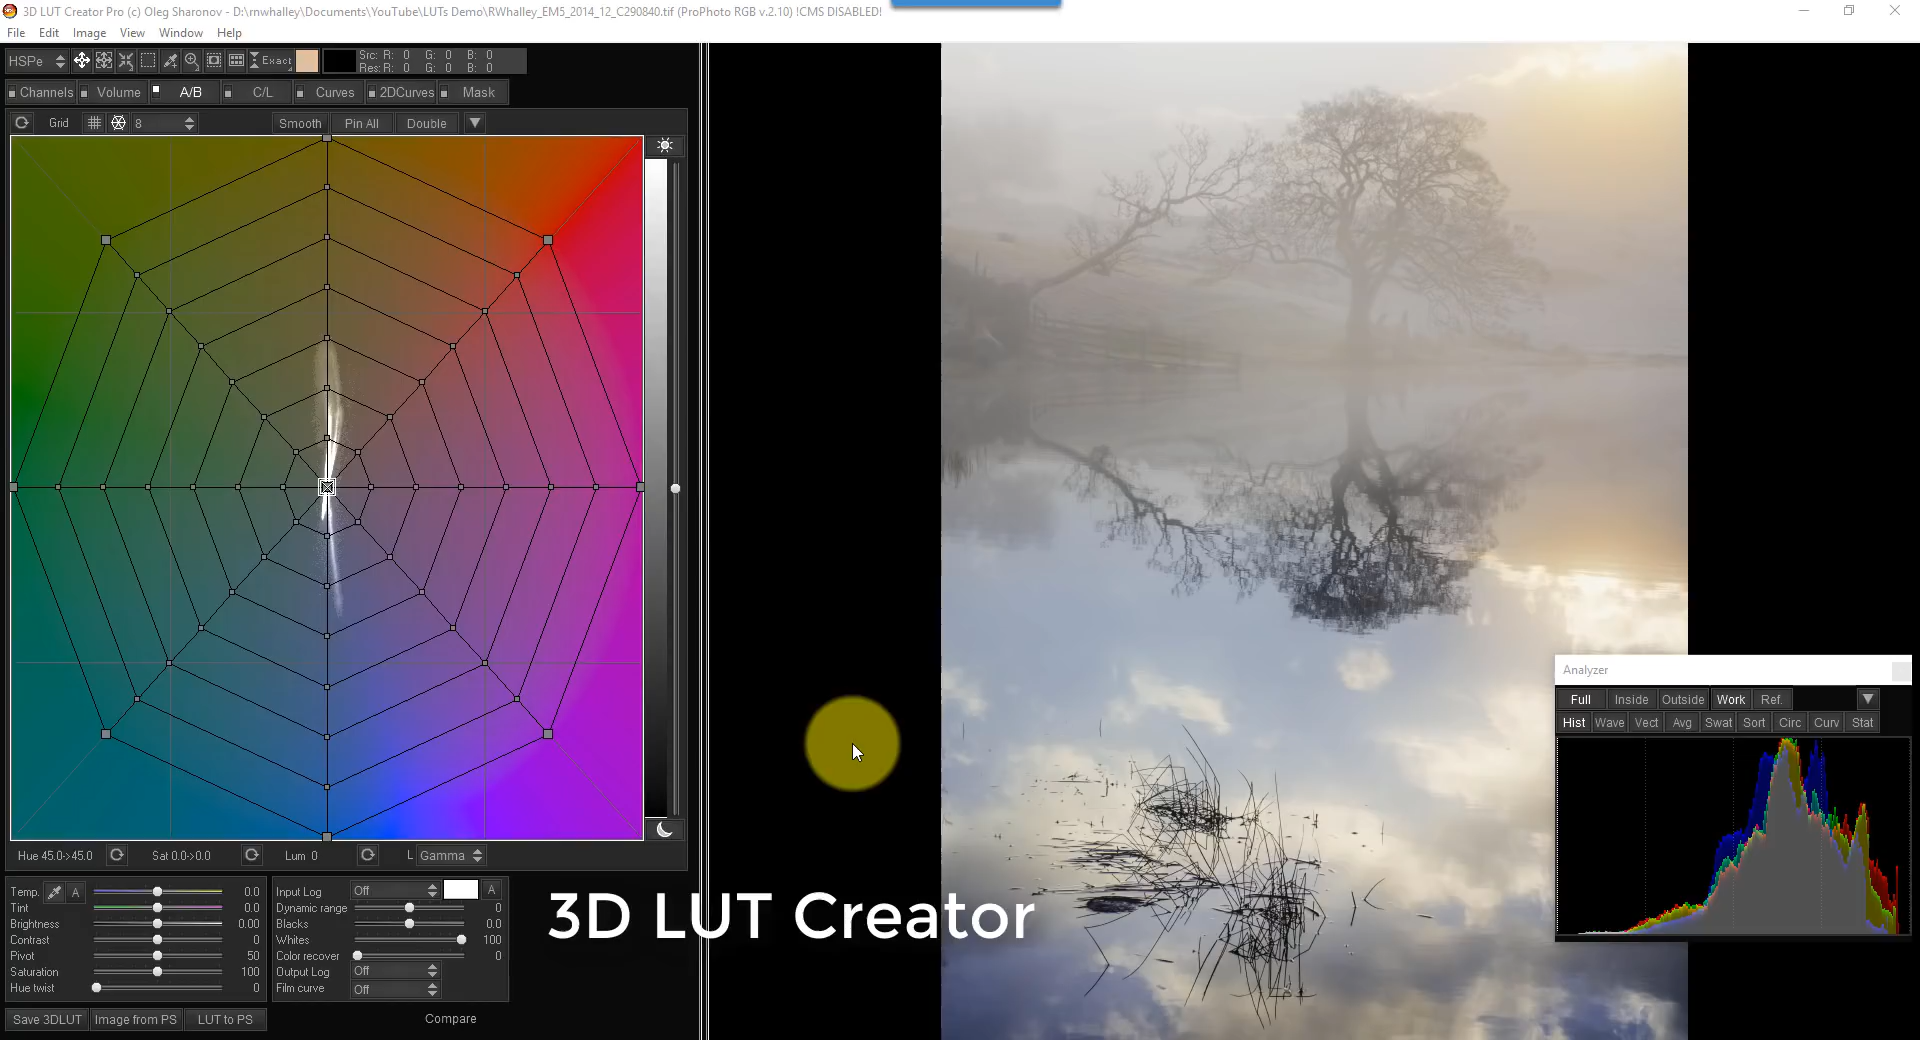 3D LUT Creator Pro (c) Oleg Sharonov - D:\rnwhalley\Documents\YouTube\LUTs Demo\RWhalley_EM5_2014_12_C290840.tif (ProPhoto RGB v.2.10) !CMS DISABLED!
File Edit Image View Window Help
HSPe Exact Src: R: 0 G: 0 B: 0
Res: R: 0 G: 0 B: 0
Channels Volume A/B C/L Curves 2DCurves Mask
Grid 8 Smooth Pin All Double
Analyzer
Full Inside Outside Work Ref.
Hist Wave Vect Avg Swat Sort Circ Curv Stat
Hue 45.0->45.0 Sat 0.0->0.0 Lum 0 L Gamma
Temp. A 0.0 Input Log Off A
Tint 0.0 Dynamic range 0
Brightness 0.00 Blacks 0.0
Contrast 0 Whites 100
Pivot 50 Color recover 0
Saturation 100 Output Log Off
Hue twist 0 Film curve Off
3D LUT Creator
Save 3DLUT Image from PS LUT to PS Compare